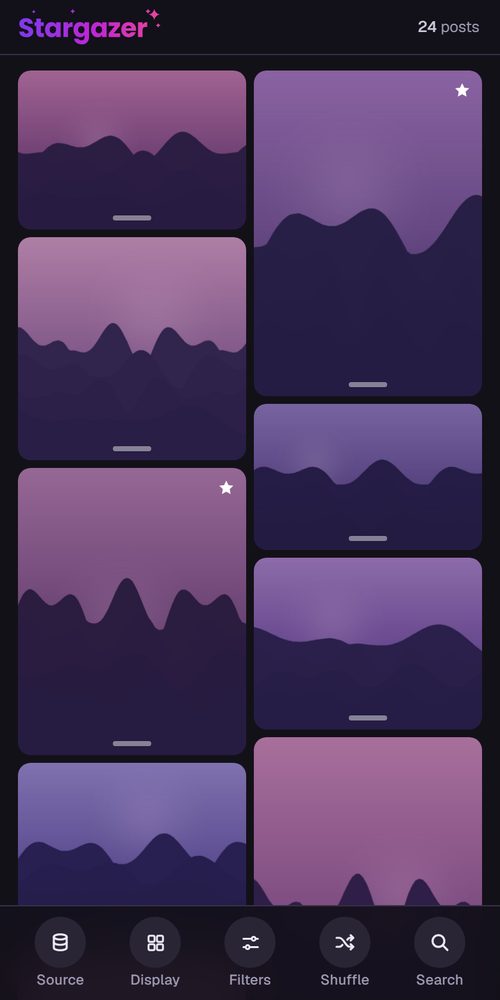 Stargazer
24 posts
Source
Display
Filters
Shuffle
Search